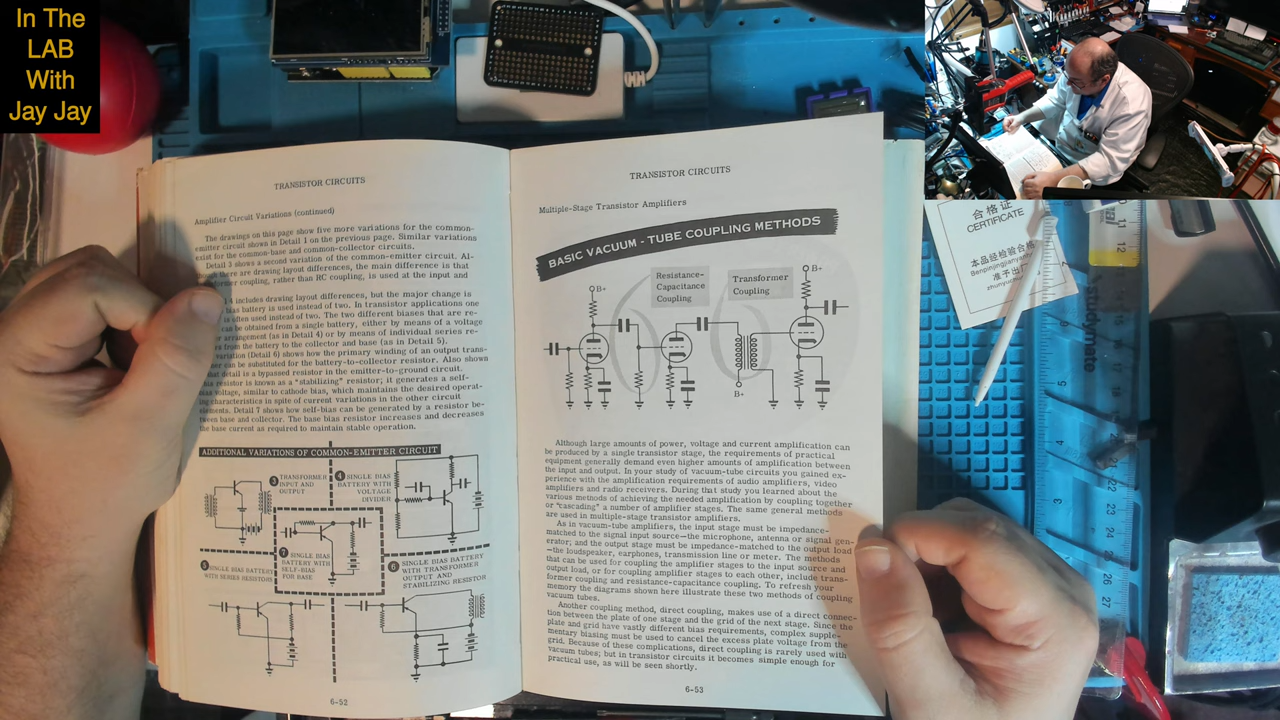 In The
LAB
With
Jay Jay
TRANSISTOR CIRCUITS
Amplifier Circuit Variations (continued)
The drawings on this page show five more variations for the common-
emitter circuit shown in Detail 1 on the previous page. Similar variations
exist for the common-base and common-collector circuits.
Detail 3 shows a second variation of the common-emitter circuit. Al-
there are drawing layout differences, the main difference is that
coupling, rather than RC coupling, is used at the input and
4 includes drawing layout differences, but the major change is
bias battery is used instead of two. In transistor applications one
is often used instead of two. The two different biases that are re-
can be obtained from a single battery, either by means of a voltage
arrangement (as in Detail 4) or by means of individual series re-
from the battery to the collector and base (as in Detail 5).
variation (Detail 6) shows how the primary winding of an output trans-
can be substituted for the battery-to-collector resistor. Also shown
that detail is a bypassed resistor in the emitter-to-ground circuit.
This resistor is known as a "stabilizing" resistor; it generates a self-
bias voltage, similar to cathode bias, which maintains the desired operat-
ing characteristics in spite of current variations in the other circuit
elements. Detail 7 shows how self-bias can be generated by a resistor be-
tween base and collector. The base bias resistor increases and decreases
the base current as required to maintain stable operation.
ADDITIONAL VARIATIONS OF COMMON-EMITTER CIRCUIT
3 TRANSFORMER
INPUT AND
OUTPUT
4 SINGLE BIAS
BATTERY WITH
VOLTAGE
DIVIDER
7 SINGLE BIAS
BATTERY WITH
SELF-BIAS
FOR BASE
5 SINGLE BIAS BATTERY
WITH SERIES RESISTORS
6 SINGLE BIAS BATTERY
WITH TRANSFORMER
OUTPUT AND
STABILIZING RESISTOR
6-52
TRANSISTOR CIRCUITS
Multiple-Stage Transistor Amplifiers
BASIC VACUUM - TUBE COUPLING METHODS
Resistance-
Capacitance
Coupling
Transformer
Coupling
B+
B+
B+
Although large amounts of power, voltage and current amplification can
be produced by a single transistor stage, the requirements of practical
equipment generally demand even higher amounts of amplification between
the input and output. In your study of vacuum-tube circuits you gained ex-
perience with the amplification requirements of audio amplifiers, video
amplifiers and radio receivers. During that study you learned about the
various methods of achieving the needed amplification by coupling together
or "cascading" a number of amplifier stages. The same general methods
are used in multiple-stage transistor amplifiers.
As in vacuum-tube amplifiers, the input stage must be impedance-
matched to the signal input source—the microphone, antenna or signal gen-
erator; and the output stage must be impedance-matched to the output load
—the loudspeaker, earphones, transmission line or meter. The methods
that can be used for coupling the amplifier stages to the input source and
output load, or for coupling amplifier stages to each other, include trans-
former coupling and resistance-capacitance coupling. To refresh your
memory the diagrams shown here illustrate these two methods of coupling
vacuum tubes.
Another coupling method, direct coupling, makes use of a direct connec-
tion between the plate of one stage and the grid of the next stage. Since the
plate and grid have vastly different bias requirements, complex supple-
mentary biasing must be used to cancel the excess plate voltage from the
grid. Because of these complications, direct coupling is rarely used with
vacuum tubes; but in transistor circuits it becomes simple enough for
practical use, as will be seen shortly.
6-53
合格证
CERTIFICATE
本品经检验合格
Benpinjingjianyanhe
准予出厂
studymate